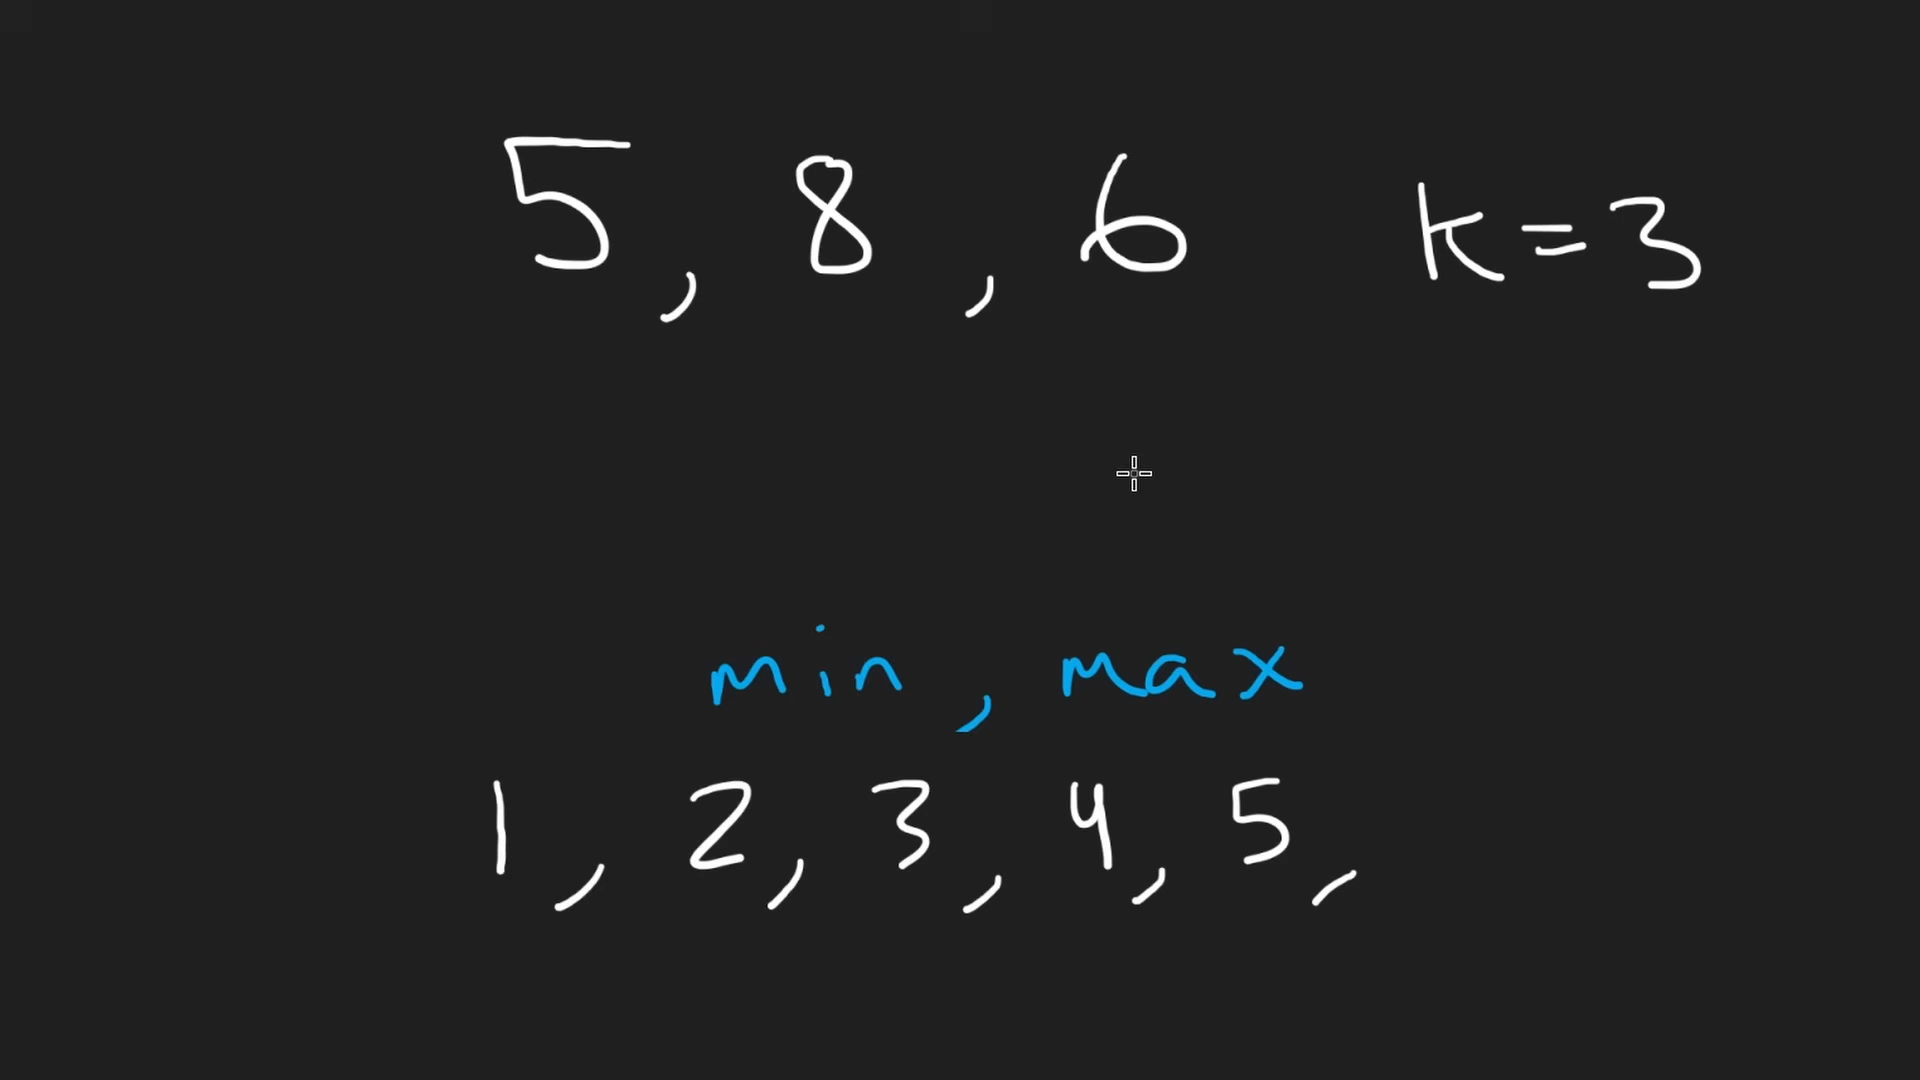 5, 8, 6 k=3
min, max
1, 2, 3, 4, 5,